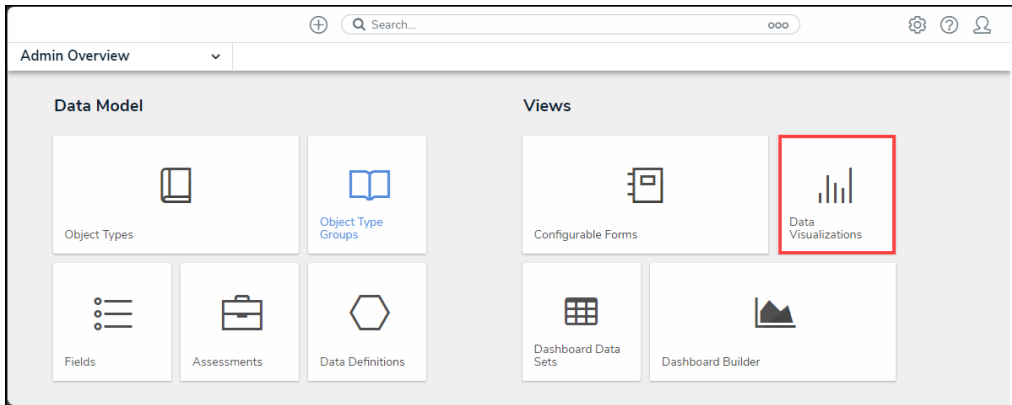 Search...
Admin Overview
Data Model
Views
Object Types
Object Type
Groups
Configurable Forms
Data
Visualizations
Fields
Assessments
Data Definitions
Dashboard Data
Sets
Dashboard Builder